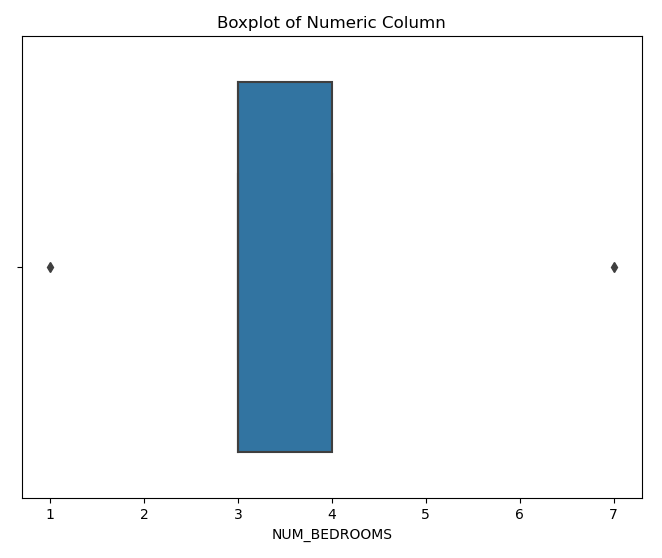 Boxplot of Numeric Column
1 2 3 4 5 6 7
NUM_BEDROOMS